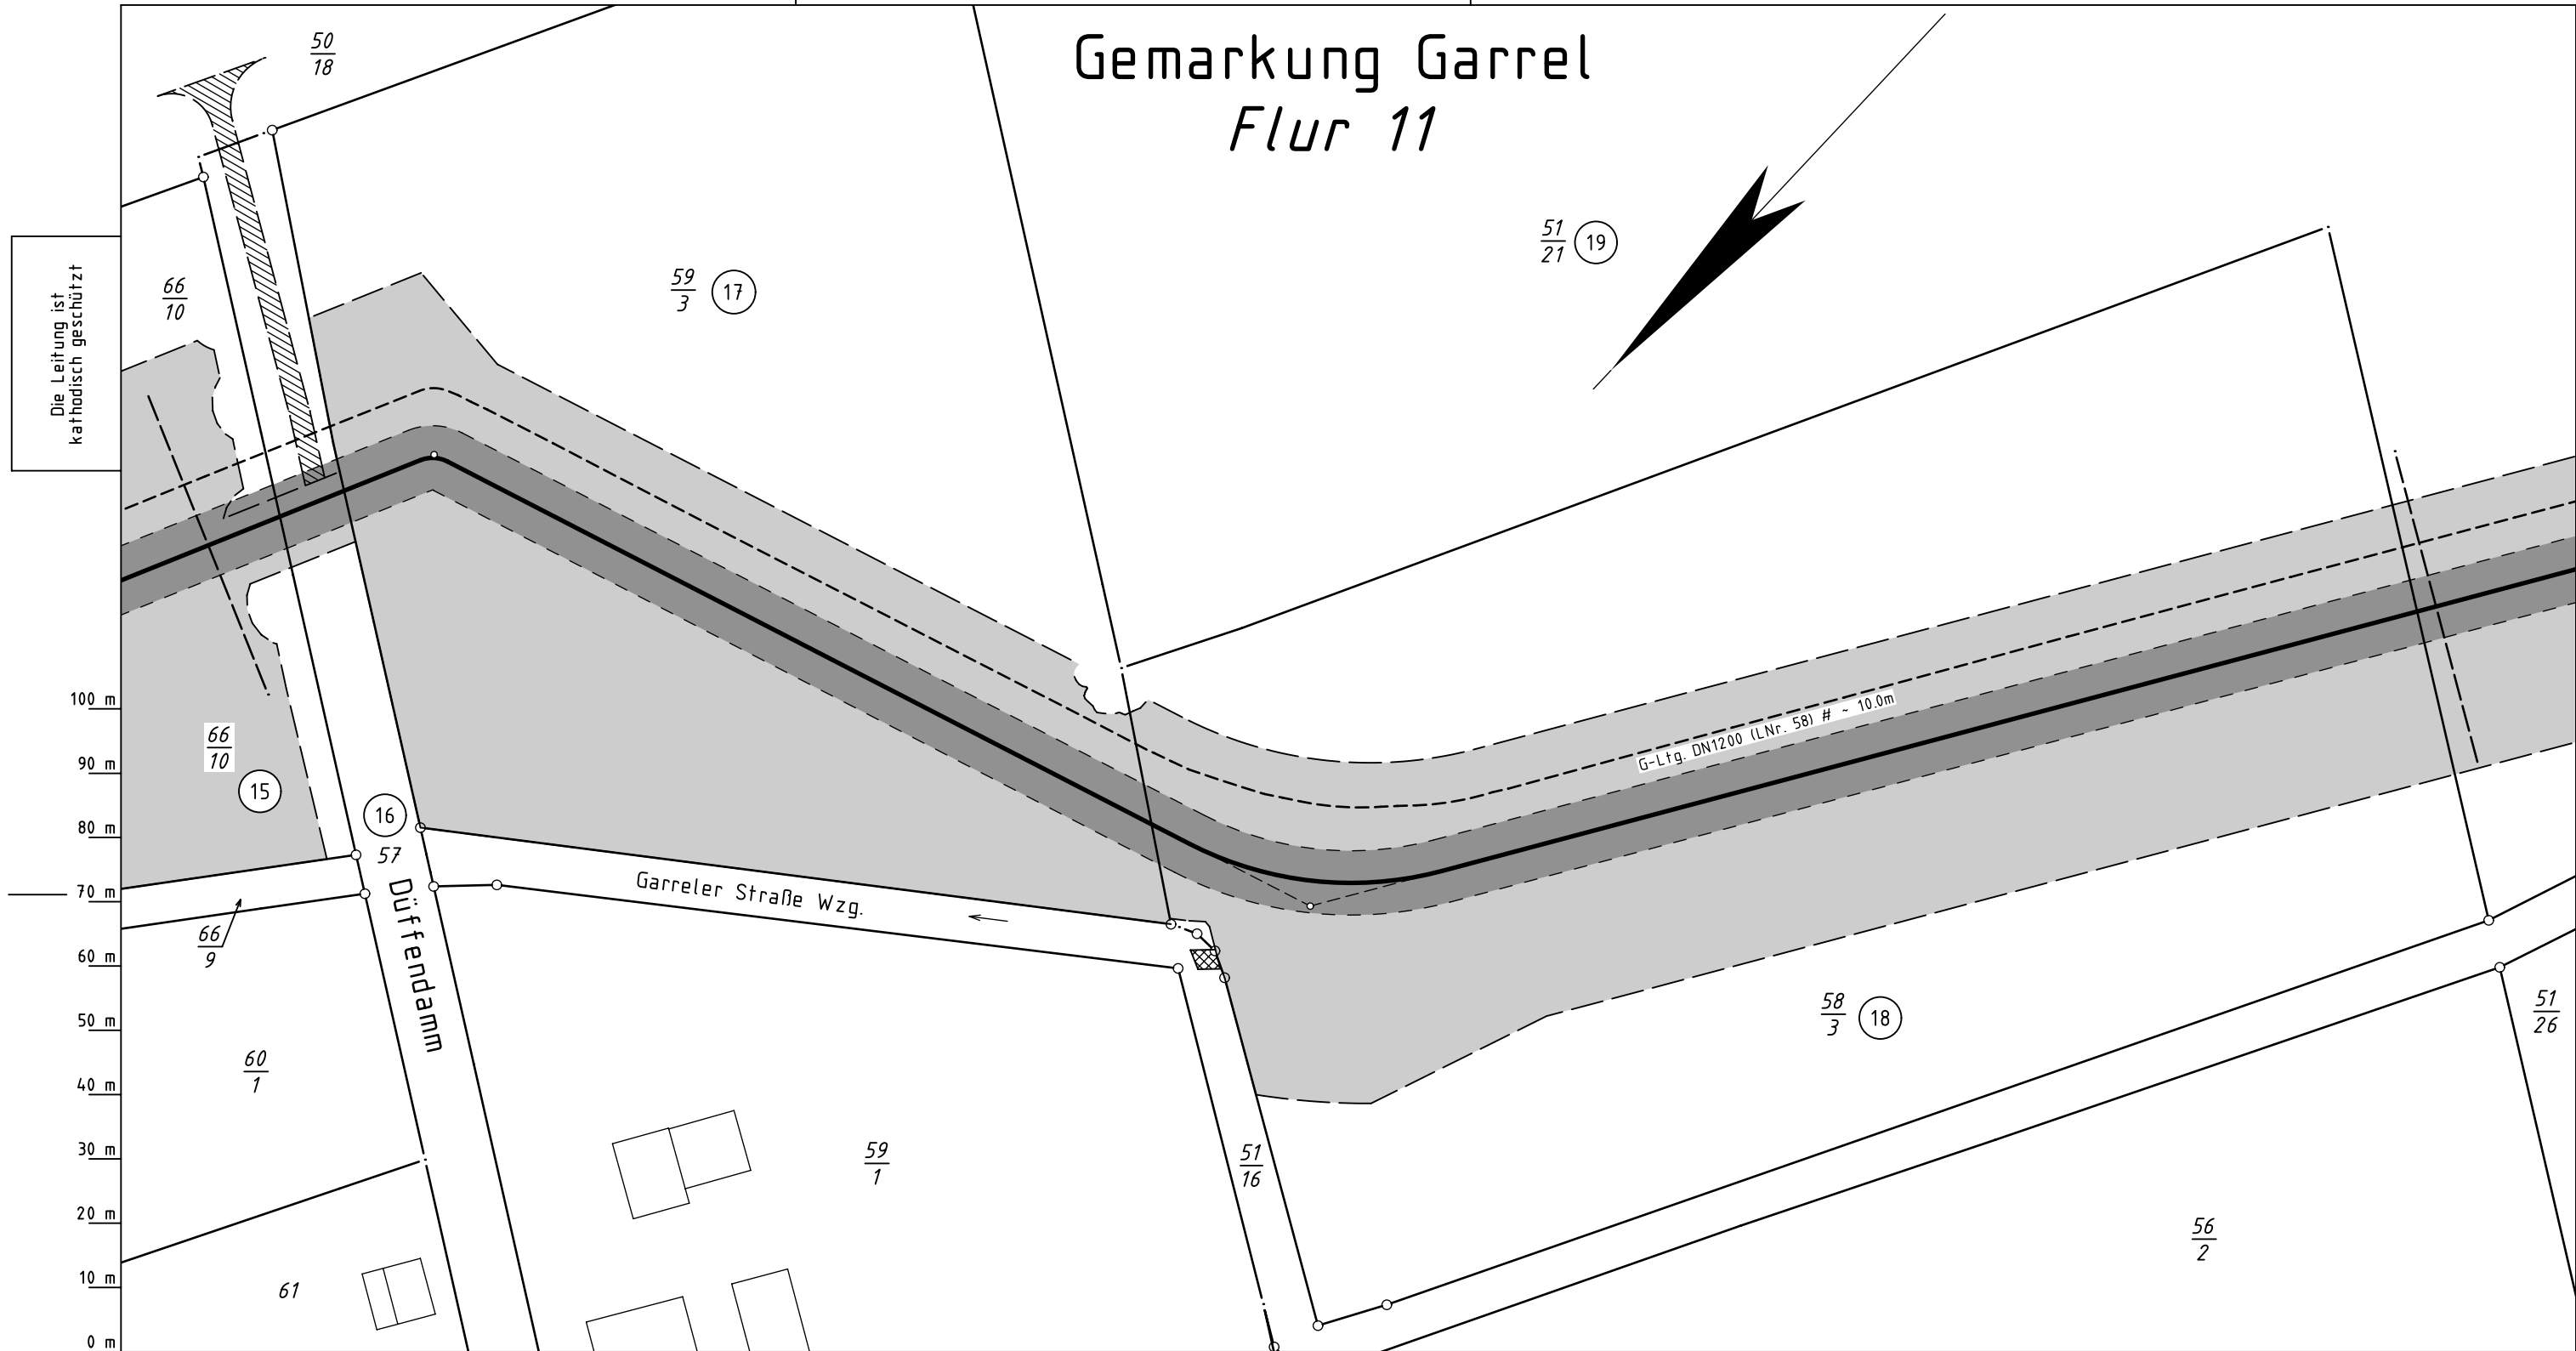 Gemarkung Garrel
Flur 11
50
18
51
21
19
59
3
17
66
10
Die Leitung ist
kathodisch geschützt
100 m
90 m
80 m
70 m
60 m
50 m
40 m
30 m
20 m
10 m
0 m
G-Ltg. DN1200 (LNr. 58) # ~ 10.0m
66
10
15
16
57
Düffendamm
Garreler Straße Wzg.
66
9
58
3
18
51
26
60
1
59
1
51
16
56
2
61